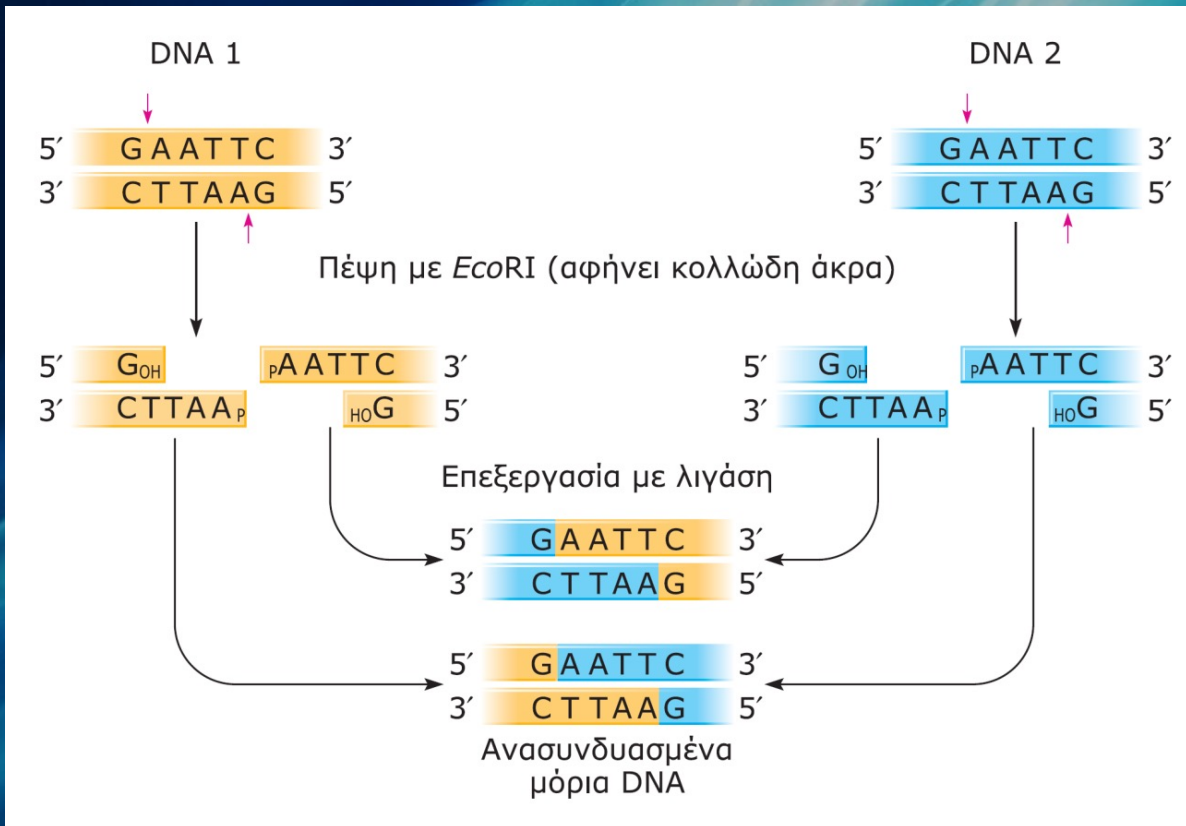 DNA 1 DNA 2
5′ GAATTC 3′ 5′ GAATTC 3′
3′ CTTAAG 5′ 3′ CTTAAG 5′
Πέψη με EcoRI (αφήνει κολλώδη άκρα)
5′ GOH PAATTC 3′ 5′ GOH PAATTC 3′
3′ CTTAAP HOG 5′ 3′ CTTAAP HOG 5′
Επεξεργασία με λιγάση
5′ GAATTC 3′
3′ CTTAAG 5′
5′ GAATTC 3′
3′ CTTAAG 5′
Ανασυνδυασμένα
μόρια DNA